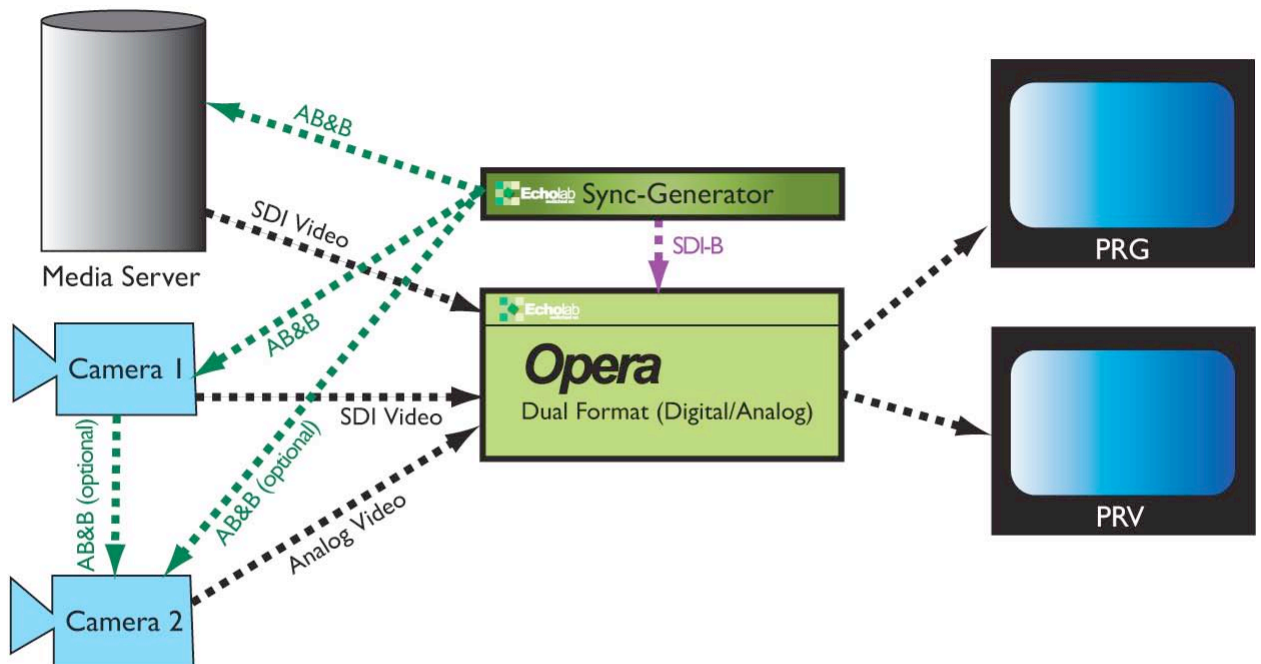 AB&B
Echolab Sync-Generator
SDI Video
SDI-B
PRG
Media Server
AB&B
Echolab
Opera
Dual Format (Digital/Analog)
Camera 1
SDI Video
AB&B (optional)
AB&B (optional)
Analog Video
PRV
Camera 2